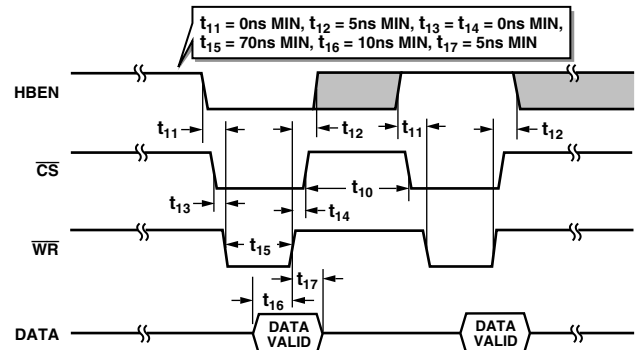 t11 = 0ns MIN, t12 = 5ns MIN, t13 = t14 = 0ns MIN,
t15 = 70ns MIN, t16 = 10ns MIN, t17 = 5ns MIN
HBEN
t11 t12 t11 t12
CS
t13 t14 t10
WR
t15
t16 t17
DATA
DATA VALID
DATA VALID